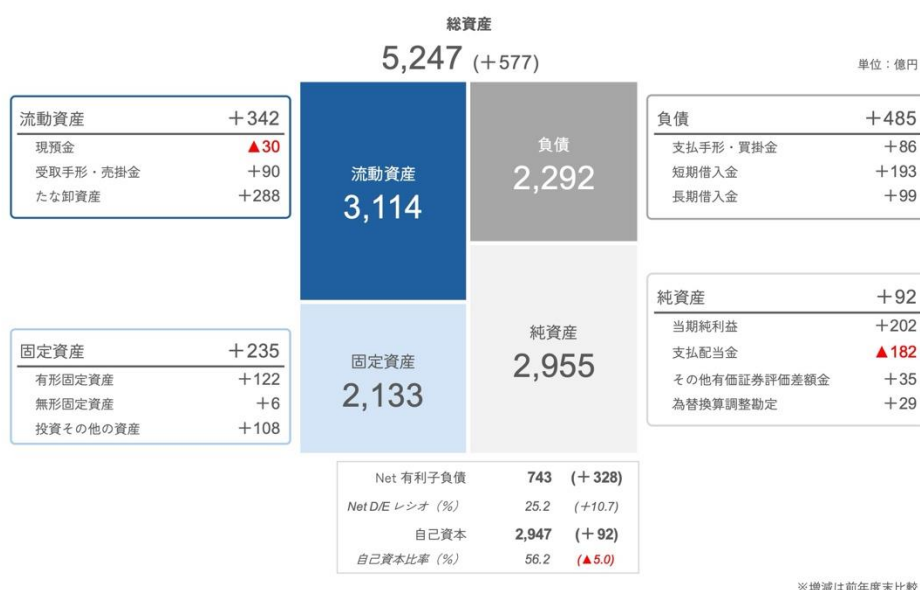 総資産
5,247 (+577)
単位：億円
流動資産 +342
現預金 ▲30
受取手形・売掛金 +90
たな卸資産 +288
流動資産
3,114
負債
2,292
負債 +485
支払手形・買掛金 +86
短期借入金 +193
長期借入金 +99
固定資産 +235
有形固定資産 +122
無形固定資産 +6
投資その他の資産 +108
固定資産
2,133
純資産
2,955
純資産 +92
当期純利益 +202
支払配当金 ▲182
その他有価証券評価差額金 +35
為替換算調整勘定 +29
Net 有利子負債 743 (+328)
Net D/E レシオ（%） 25.2 (+10.7)
自己資本 2,947 (+92)
自己資本比率（%） 56.2 (▲5.0)
※増減は前年度末比較